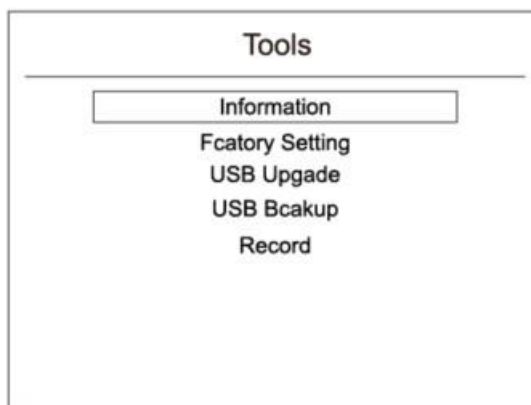 Tools
Information
Fcatory Setting
USB Upgade
USB Bcakup
Record